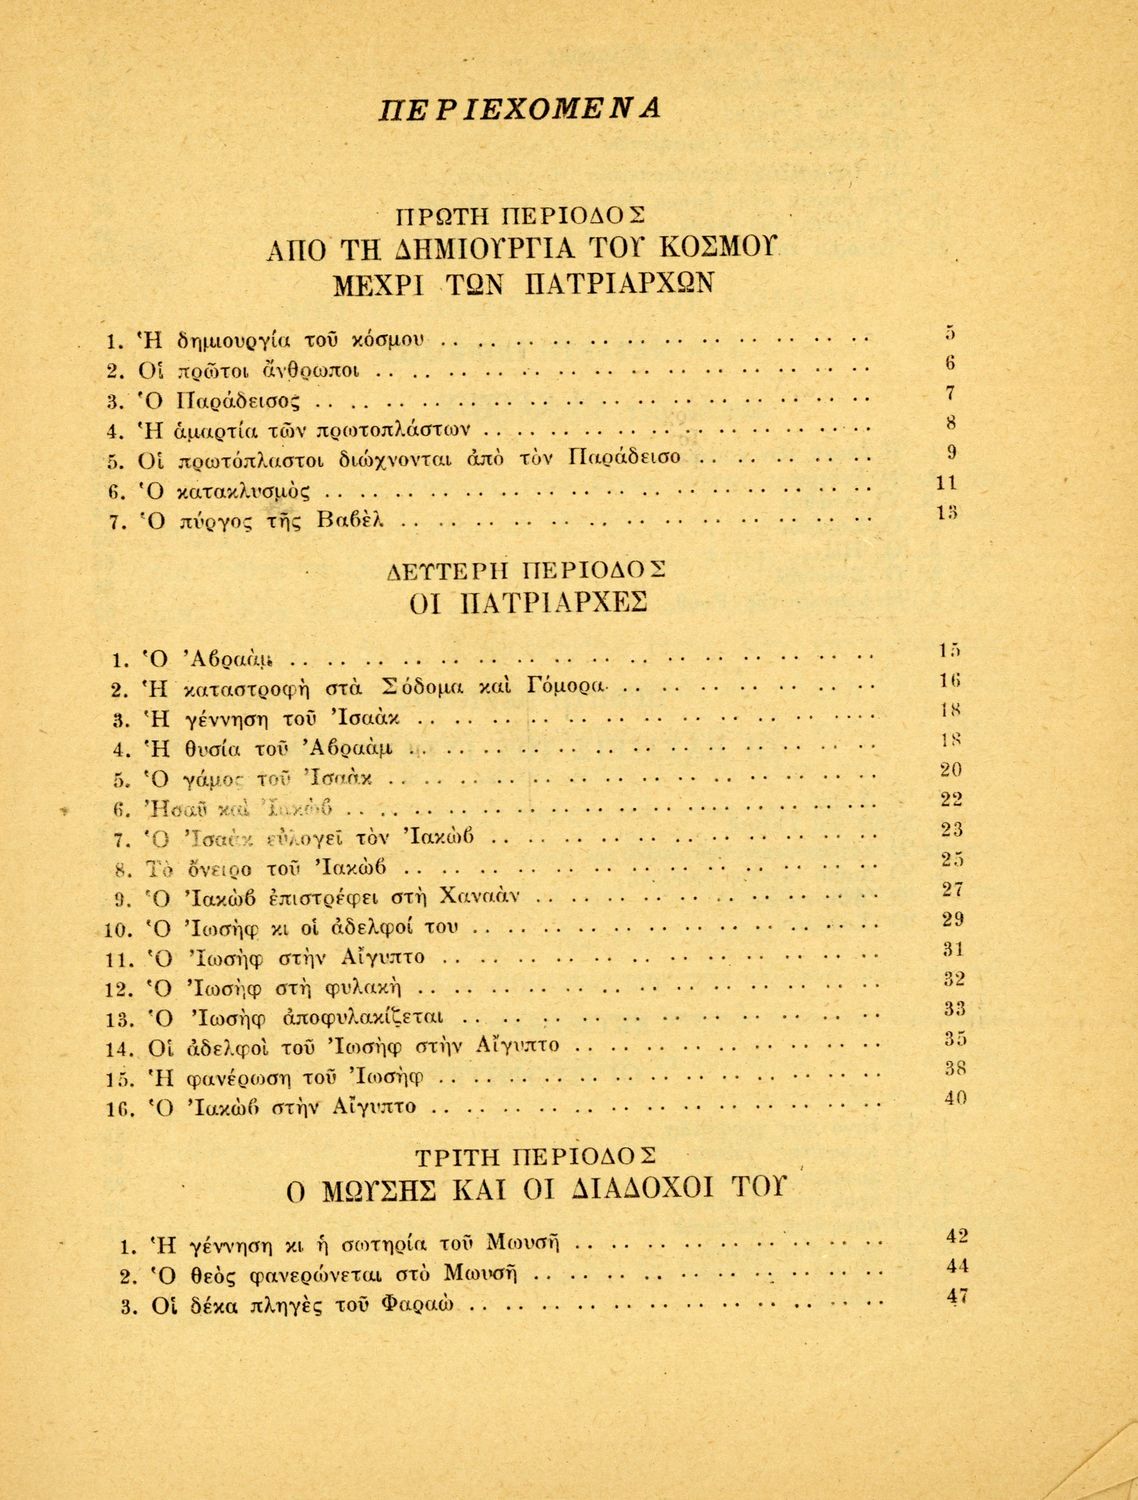 ΠΕΡΙΕΧΟΜΕΝΑ
ΠΡΩΤΗ ΠΕΡΙΟΔΟΣ
ΑΠΟ ΤΗ ΔΗΜΙΟΥΡΓΙΑ ΤΟΥ ΚΟΣΜΟΥ
ΜΕΧΡΙ ΤΩΝ ΠΑΤΡΙΑΡΧΩΝ
1. Ἡ δημιουργία τοῦ κόσμου . . . . . . . . . . . . . . . . . . 5
2. Οἱ πρῶτοι ἄνθρωποι . . . . . . . . . . . . . . . . . . . . 6
3. Ὁ Παράδεισος . . . . . . . . . . . . . . . . . . . . . . . 7
4. Ἡ ἁμαρτία τῶν πρωτοπλάστων . . . . . . . . . . . . . . . . 8
5. Οἱ πρωτόπλαστοι διώχνονται ἀπὸ τὸν Παράδεισο . . . . . . . 9
6. Ὁ κατακλυσμὸς . . . . . . . . . . . . . . . . . . . . . . 11
7. Ὁ πύργος τῆς Βαβὲλ . . . . . . . . . . . . . . . . . . . 13
ΔΕΥΤΕΡΗ ΠΕΡΙΟΔΟΣ
ΟΙ ΠΑΤΡΙΑΡΧΕΣ
1. Ὁ Ἀβραὰμ . . . . . . . . . . . . . . . . . . . . . . . . 15
2. Ἡ καταστροφὴ στὰ Σόδομα καὶ Γόμορα . . . . . . . . . . . 16
3. Ἡ γέννηση τοῦ Ἰσαὰκ . . . . . . . . . . . . . . . . . . . 18
4. Ἡ θυσία τοῦ Ἀβραὰμ . . . . . . . . . . . . . . . . . . . 18
5. Ὁ γάμος τοῦ Ἰσαὰκ . . . . . . . . . . . . . . . . . . . . 20
6. Ἠσαῦ καὶ Ἰακὼβ . . . . . . . . . . . . . . . . . . . . . 22
7. Ὁ Ἰσαὰκ εὐλογεῖ τὸν Ἰακὼβ . . . . . . . . . . . . . . . . 23
8. Τὸ ὄνειρο τοῦ Ἰακὼβ . . . . . . . . . . . . . . . . . . . 25
9. Ὁ Ἰακὼβ ἐπιστρέφει στὴ Χαναὰν . . . . . . . . . . . . . . 27
10. Ὁ Ἰωσὴφ κι οἱ ἀδελφοί του . . . . . . . . . . . . . . . . 29
11. Ὁ Ἰωσὴφ στὴν Αἴγυπτο . . . . . . . . . . . . . . . . . . 31
12. Ὁ Ἰωσὴφ στὴ φυλακὴ . . . . . . . . . . . . . . . . . . . 32
13. Ὁ Ἰωσὴφ ἀποφυλακίζεται . . . . . . . . . . . . . . . . . 33
14. Οἱ ἀδελφοὶ τοῦ Ἰωσὴφ στὴν Αἴγυπτο . . . . . . . . . . . . 35
15. Ἡ φανέρωση τοῦ Ἰωσὴφ . . . . . . . . . . . . . . . . . . 38
16. Ὁ Ἰακὼβ στὴν Αἴγυπτο . . . . . . . . . . . . . . . . . . 40
ΤΡΙΤΗ ΠΕΡΙΟΔΟΣ
Ο ΜΩΥΣΗΣ ΚΑΙ ΟΙ ΔΙΑΔΟΧΟΙ ΤΟΥ
1. Ἡ γέννηση κι ἡ σωτηρία τοῦ Μωυσῆ . . . . . . . . . . . . 42
2. Ὁ θεὸς φανερώνεται στὸ Μωυσῆ . . . . . . . . . . . . . . 44
3. Οἱ δέκα πληγὲς τοῦ Φαραὼ . . . . . . . . . . . . . . . . 47